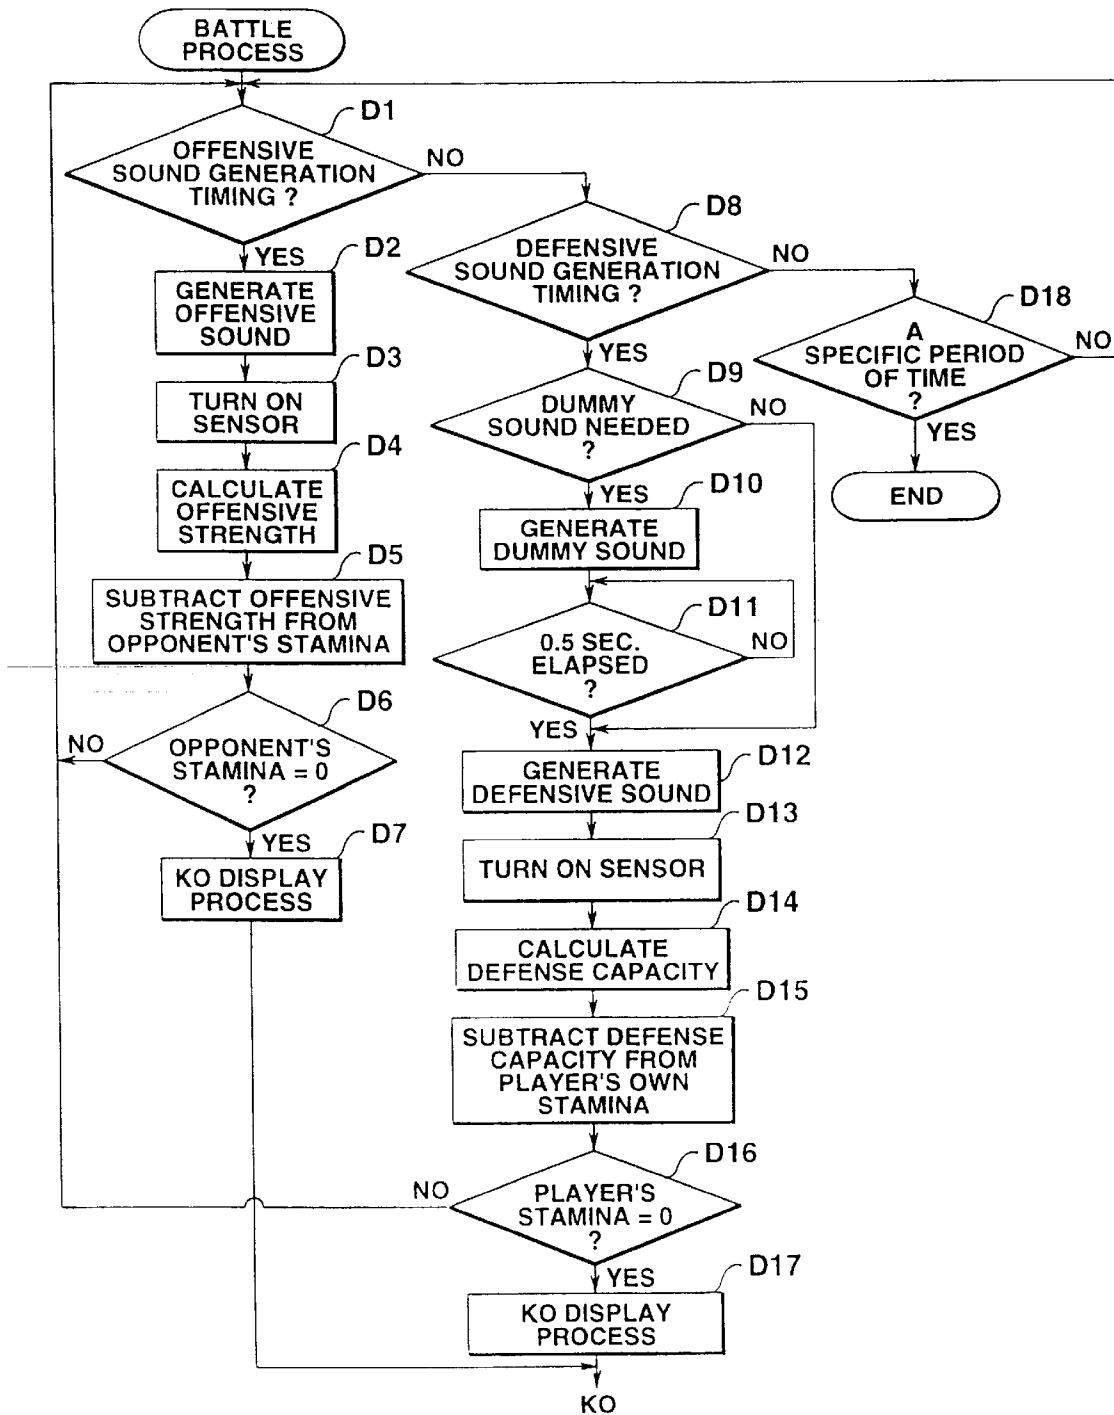 BATTLE
PROCESS
D1
OFFENSIVE
SOUND GENERATION
TIMING ?
NO
YES
D2
GENERATE
OFFENSIVE
SOUND
D3
TURN ON
SENSOR
D4
CALCULATE
OFFENSIVE
STRENGTH
D5
SUBTRACT OFFENSIVE
STRENGTH FROM
OPPONENT'S STAMINA
D6
NO
OPPONENT'S
STAMINA = 0
?
YES
D7
KO DISPLAY
PROCESS
D8
DEFENSIVE
SOUND GENERATION
TIMING ?
NO
YES
D9
DUMMY
SOUND NEEDED
?
NO
YES
D10
GENERATE
DUMMY SOUND
D11
0.5 SEC.
ELAPSED
?
NO
YES
D12
GENERATE
DEFENSIVE SOUND
D13
TURN ON SENSOR
D14
CALCULATE
DEFENSE CAPACITY
D15
SUBTRACT DEFENSE
CAPACITY FROM
PLAYER'S OWN
STAMINA
D16
NO
PLAYER'S
STAMINA = 0
?
YES
D17
KO DISPLAY
PROCESS
KO
D18
A
SPECIFIC PERIOD
OF TIME
?
NO
YES
END